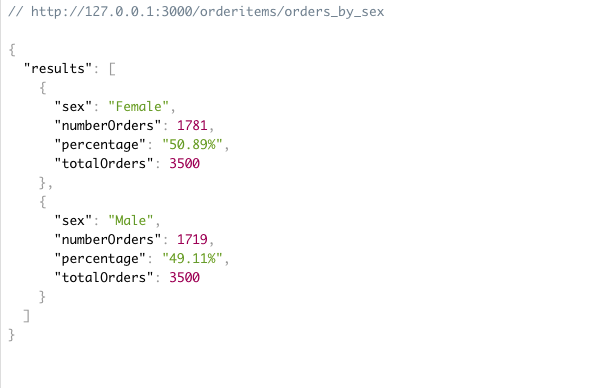 // http://127.0.0.1:3000/orderitems/orders_by_sex
{
"results": [
{
"sex": "Female",
"numberOrders": 1781,
"percentage": "50.89%",
"totalOrders": 3500
},
{
"sex": "Male",
"numberOrders": 1719,
"percentage": "49.11%",
"totalOrders": 3500
}
]
}